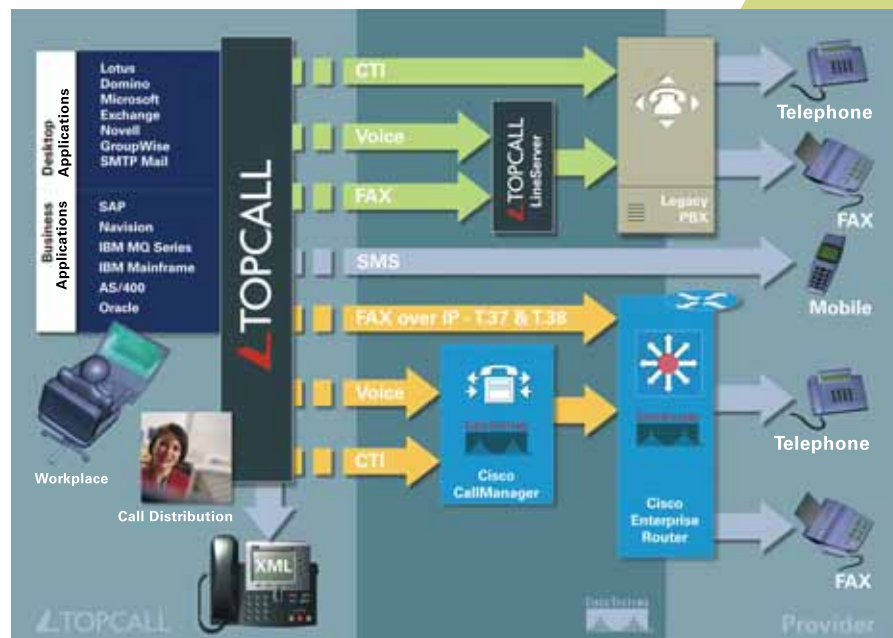 Desktop
Applications
Lotus
Domino
Microsoft
Exchange
Novell
GroupWise
SMTP Mail
Business
Applications
SAP
Navision
IBM MQ Series
IBM Mainframe
AS/400
Oracle
TOPCALL
CTI
Voice
FAX
TOPCALL
LineServer
Legacy
PBX
Telephone
FAX
SMS
Mobile
FAX over IP - T.37 & T.38
Voice
CTI
Cisco
CallManager
Cisco
Enterprise
Router
Telephone
FAX
Workplace
Call Distribution
XML
TOPCALL
Provider